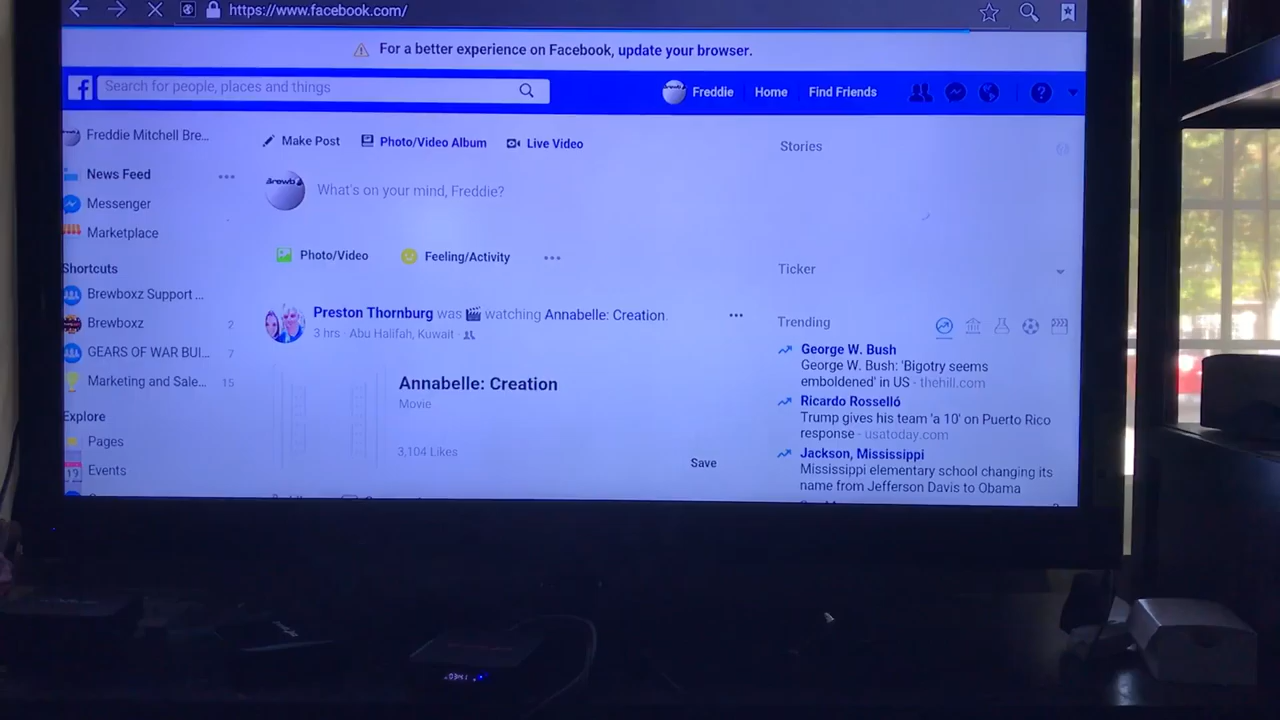 https://www.facebook.com/
For a better experience on Facebook, update your browser.
Search for people, places and things
Freddie
Home
Find Friends
Freddie Mitchell Bre...
News Feed
Messenger
Marketplace
Shortcuts
Brewboxz Support ...
Brewboxz 2
GEARS OF WAR BUI... 7
Marketing and Sale... 15
Explore
Pages
Events
Make Post
Photo/Video Album
Live Video
What's on your mind, Freddie?
Photo/Video
Feeling/Activity
Preston Thornburg was watching Annabelle: Creation.
3 hrs · Abu Halifah, Kuwait ·
Annabelle: Creation
Movie
3,104 Likes
Save
Stories
Ticker
Trending
George W. Bush
George W. Bush: 'Bigotry seems
emboldened' in US - thehill.com
Ricardo Rosselló
Trump gives his team 'a 10' on Puerto Rico
response - usatoday.com
Jackson, Mississippi
Mississippi elementary school changing its
name from Jefferson Davis to Obama